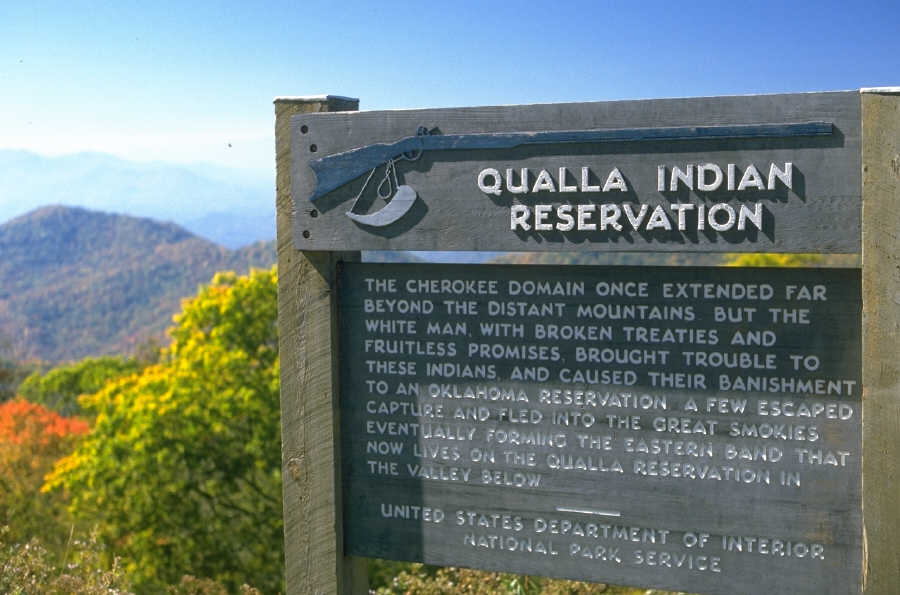 QUALLA INDIAN
RESERVATION
THE CHEROKEE DOMAIN ONCE EXTENDED FAR
BEYOND THE DISTANT MOUNTAINS. BUT THE
WHITE MAN, WITH BROKEN TREATIES AND
FRUITLESS PROMISES, BROUGHT TROUBLE TO
THESE INDIANS, AND CAUSED THEIR BANISHMENT
TO AN OKLAHOMA RESERVATION. A FEW ESCAPED
CAPTURE AND FLED INTO THE GREAT SMOKIES
EVENTUALLY FORMING THE EASTERN BAND THAT
NOW LIVES ON THE QUALLA RESERVATION IN
THE VALLEY BELOW
UNITED STATES DEPARTMENT OF INTERIOR
NATIONAL PARK SERVICE